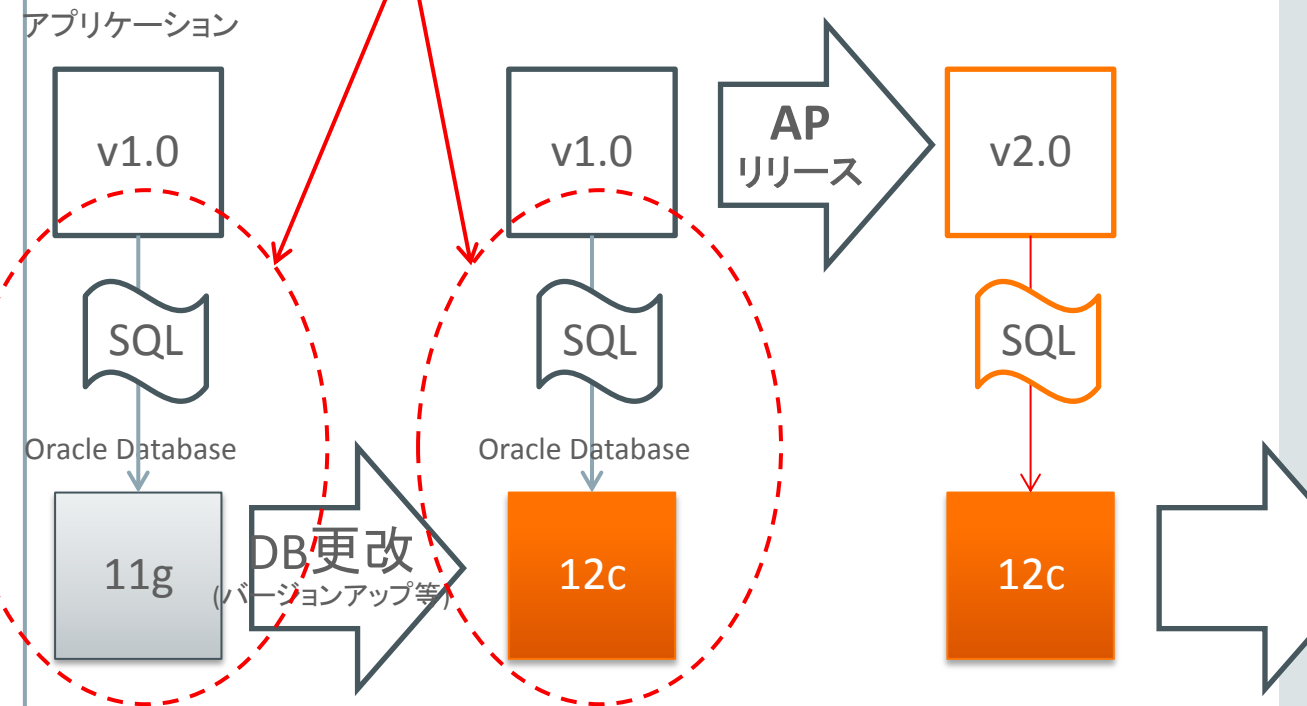 アプリケーション
v1.0
v1.0
AP
リリース
v2.0
SQL
SQL
SQL
Oracle Database
Oracle Database
11g
DB更改
(バージョンアップ等)
12c
12c